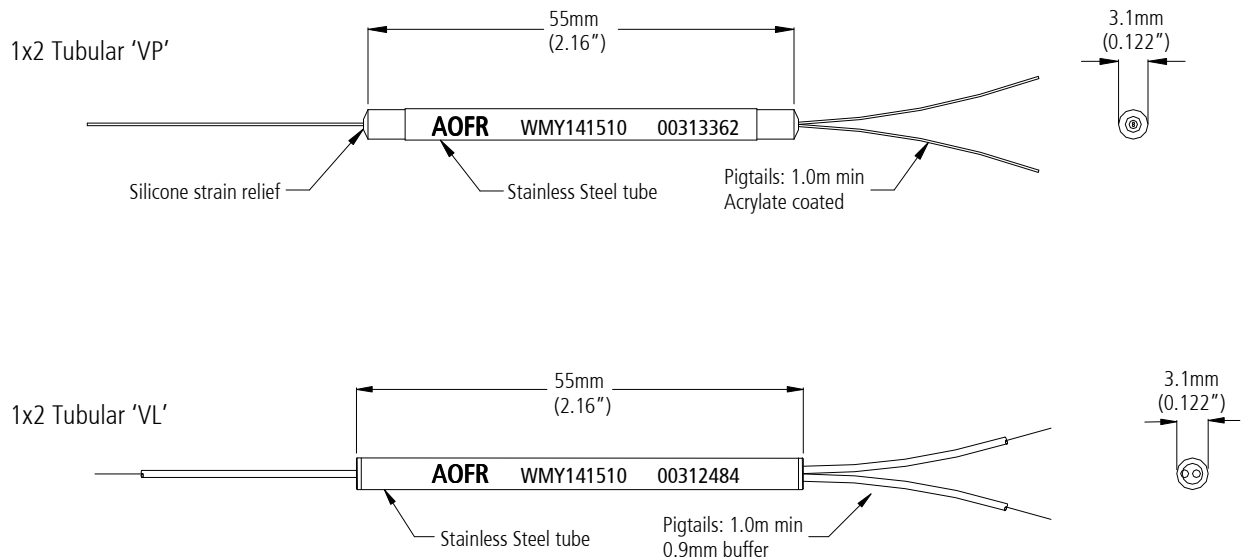 55mm
(2.16”)
3.1mm
(0.122”)
1x2 Tubular ‘VP’
AOFR WMY141510 00313362
Silicone strain relief
Stainless Steel tube
Pigtails: 1.0m min
Acrylate coated
55mm
(2.16”)
3.1mm
(0.122”)
1x2 Tubular ‘VL’
AOFR WMY141510 00312484
Stainless Steel tube
Pigtails: 1.0m min
0.9mm buffer